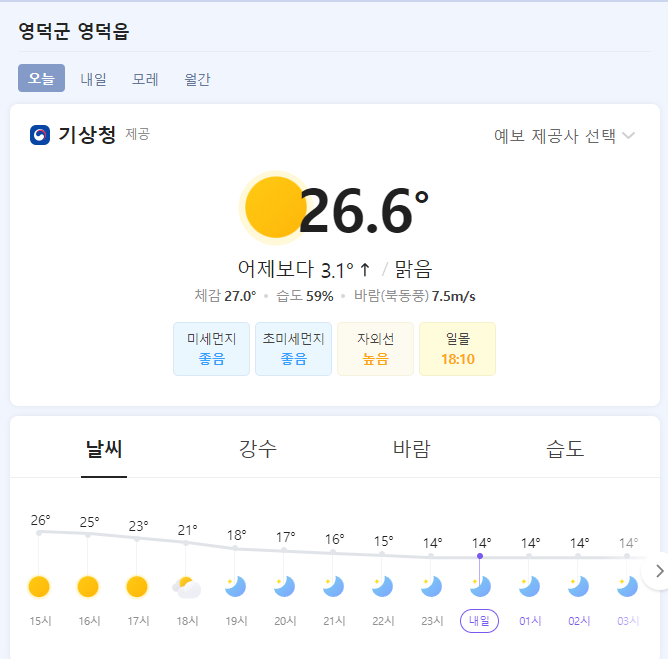 영덕군 영덕읍
오늘 내일 모레 월간
기상청 제공 예보 제공사 선택
26.6°
어제보다 3.1° ↑ / 맑음
체감 27.0° • 습도 59% • 바람(북동풍) 7.5m/s
미세먼지 초미세먼지 자외선 일몰
좋음 좋음 높음 18:10
날씨 강수 바람 습도
26° 25° 23° 21° 18° 17° 16° 15° 14° 14° 14° 14° 14°
15시 16시 17시 18시 19시 20시 21시 22시 23시 내일 01시 02시 03시